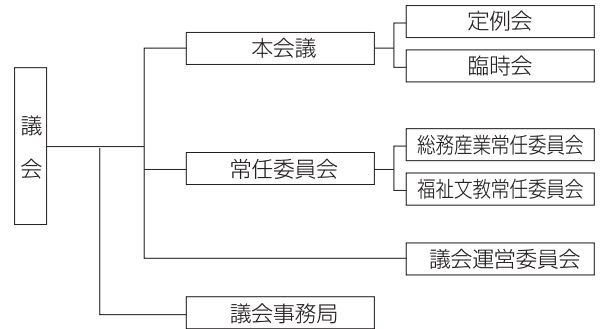 議会
本会議
定例会
臨時会
常任委員会
総務産業常任委員会
福祉文教常任委員会
議会運営委員会
議会事務局